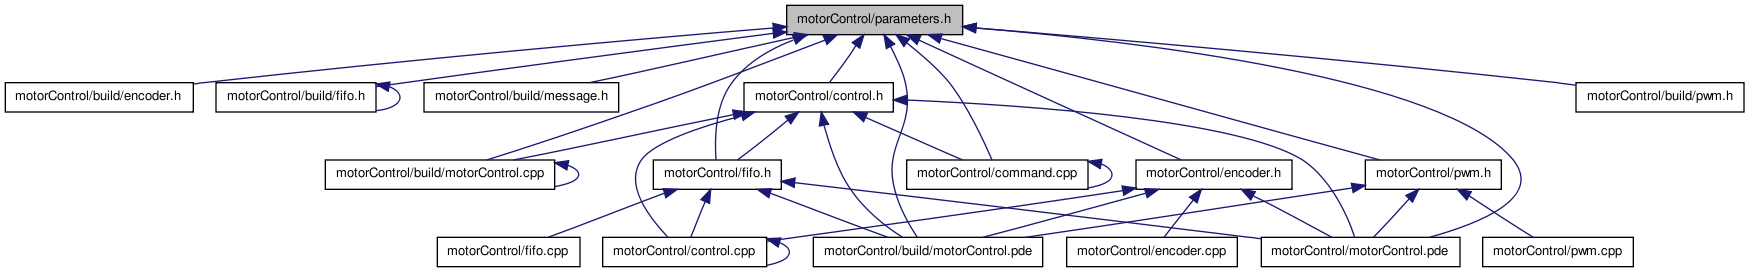 motorControl/parameters.h
motorControl/build/encoder.h
motorControl/build/fifo.h
motorControl/build/message.h
motorControl/control.h
motorControl/build/pwm.h
motorControl/build/motorControl.cpp
motorControl/fifo.h
motorControl/command.cpp
motorControl/encoder.h
motorControl/pwm.h
motorControl/fifo.cpp
motorControl/control.cpp
motorControl/build/motorControl.pde
motorControl/encoder.cpp
motorControl/motorControl.pde
motorControl/pwm.cpp